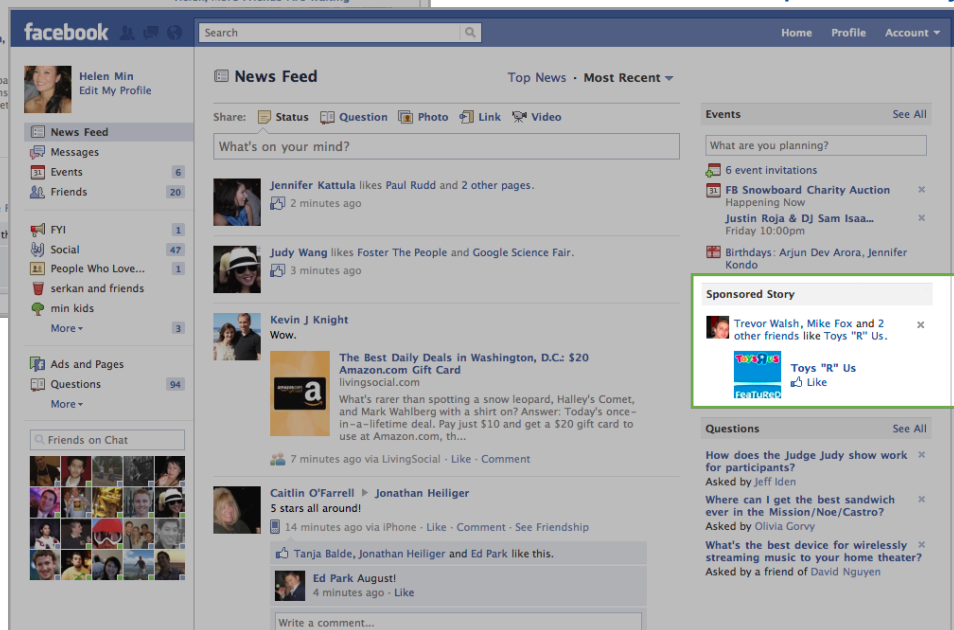 facebook
Search
Home Profile Account
Helen Min
Edit My Profile
News Feed
Messages
Events 6
Friends 20
FYI 1
Social 47
People Who Love... 1
serkan and friends
min kids
More 3
Ads and Pages
Questions 94
More
Friends on Chat
News Feed
Top News · Most Recent
Share: Status Question Photo Link Video
What's on your mind?
Jennifer Kattula likes Paul Rudd and 2 other pages.
2 minutes ago
Judy Wang likes Foster The People and Google Science Fair.
3 minutes ago
Kevin J Knight
Wow.
amazon.com
a
The Best Daily Deals in Washington, D.C.: $20
Amazon.com Gift Card
livingsocial.com
What's rarer than spotting a snow leopard, Halley's Comet,
and Mark Wahlberg with a shirt on? Answer: Today's once-
in-a-lifetime deal. Pay just $10 and get a $20 gift card to
use at Amazon.com, th...
7 minutes ago via LivingSocial · Like · Comment
Caitlin O'Farrell Jonathan Heiliger
5 stars all around!
14 minutes ago via iPhone · Like · Comment · See Friendship
Tanja Balde, Jonathan Heiliger and Ed Park like this.
Ed Park August!
4 minutes ago · Like
Write a comment...
Events See All
What are you planning?
6 event invitations
31 FB Snowboard Charity Auction
Happening Now
Justin Roja & DJ Sam Isaa...
Friday 10:00pm
Birthdays: Arjun Dev Arora, Jennifer
Kondo
Sponsored Story
Trevor Walsh, Mike Fox and 2
other friends like Toys "R" Us.
ToysRUs
FeaTuReD
Toys "R" Us
Like
Questions See All
How does the Judge Judy show work
for participants?
Asked by Jeff Iden
Where can I get the best sandwich
ever in the Mission/Noe/Castro?
Asked by Olivia Gorvy
What's the best device for wirelessly
streaming music to your home theater?
Asked by a friend of David Nguyen